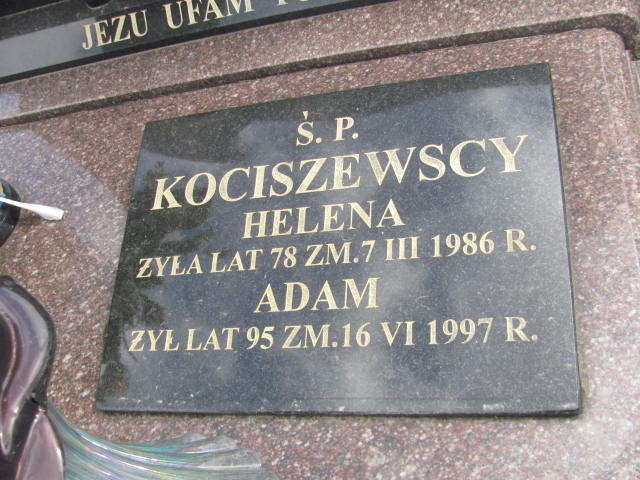 JEZU UFAM
Ś. P.
KOCISZEWSCY
HELENA
ŻYŁA LAT 78 ZM.7 III 1986 R.
ADAM
ŻYŁ LAT 95 ZM.16 VI 1997 R.